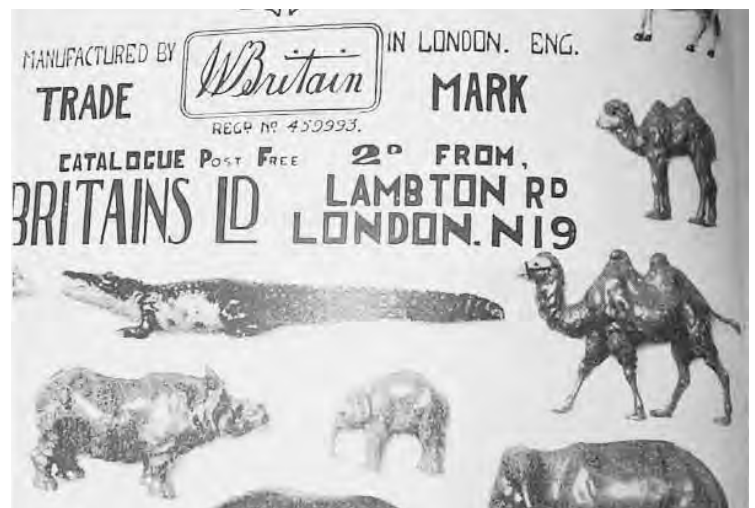 MANUFACTURED BY W Britain IN LONDON. ENG.
TRADE MARK
REGD No 459993.
CATALOGUE POST FREE 2D FROM,
BRITAINS LD LAMBTON RD
LONDON. N19